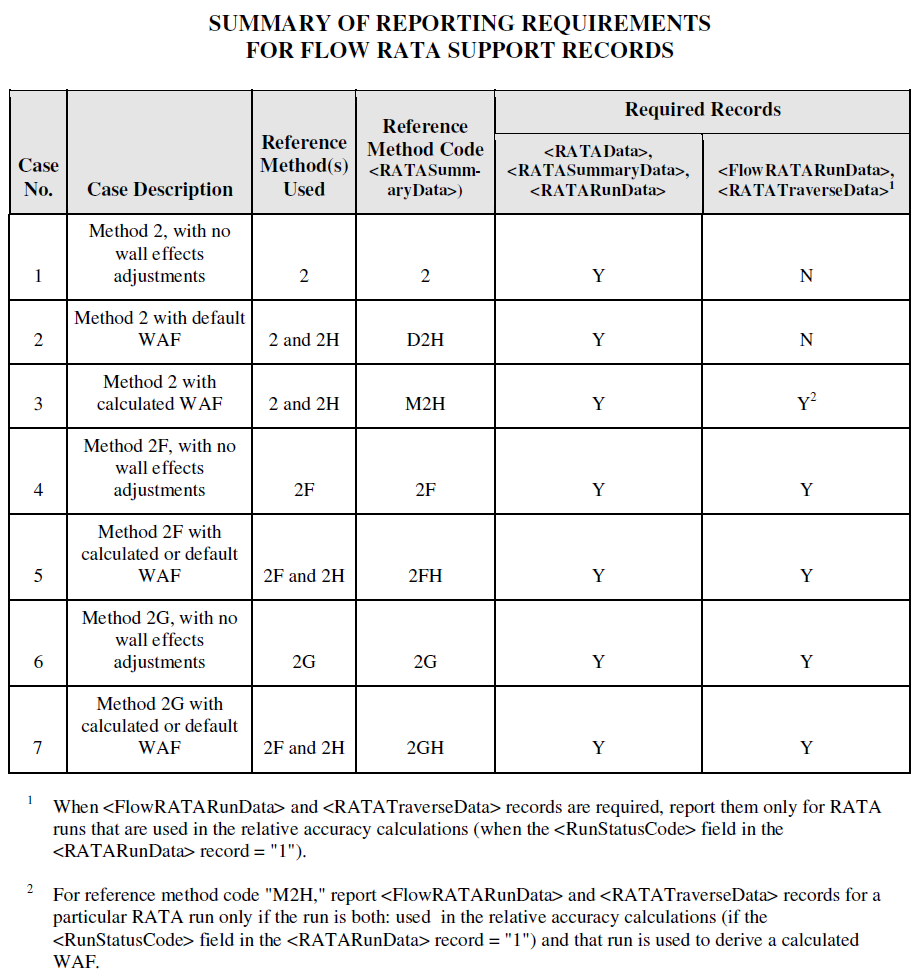 SUMMARY OF REPORTING REQUIREMENTS
FOR FLOW RATA SUPPORT RECORDS
Case
No.
Case Description
Reference
Method(s)
Used
Reference
Method Code
<RATASumm-
aryData>)
Required Records
<RATAData>,
<RATASummaryData>,
<RATARunData>
<FlowRATARunData>,
<RATATraverseData>1
1
Method 2, with no
wall effects
adjustments
2
2
Y
N
2
Method 2 with default
WAF
2 and 2H
D2H
Y
N
3
Method 2 with
calculated WAF
2 and 2H
M2H
Y
Y2
4
Method 2F, with no
wall effects
adjustments
2F
2F
Y
Y
5
Method 2F with
calculated or default
WAF
2F and 2H
2FH
Y
Y
6
Method 2G, with no
wall effects
adjustments
2G
2G
Y
Y
7
Method 2G with
calculated or default
WAF
2F and 2H
2GH
Y
Y
1 When <FlowRATARunData> and <RATATraverseData> records are required, report them only for RATA
runs that are used in the relative accuracy calculations (when the <RunStatusCode> field in the
<RATARunData> record = "1").
2 For reference method code "M2H," report <FlowRATARunData> and <RATATraverseData> records for a
particular RATA run only if the run is both: used in the relative accuracy calculations (if the
<RunStatusCode> field in the <RATARunData> record = "1") and that run is used to derive a calculated
WAF.